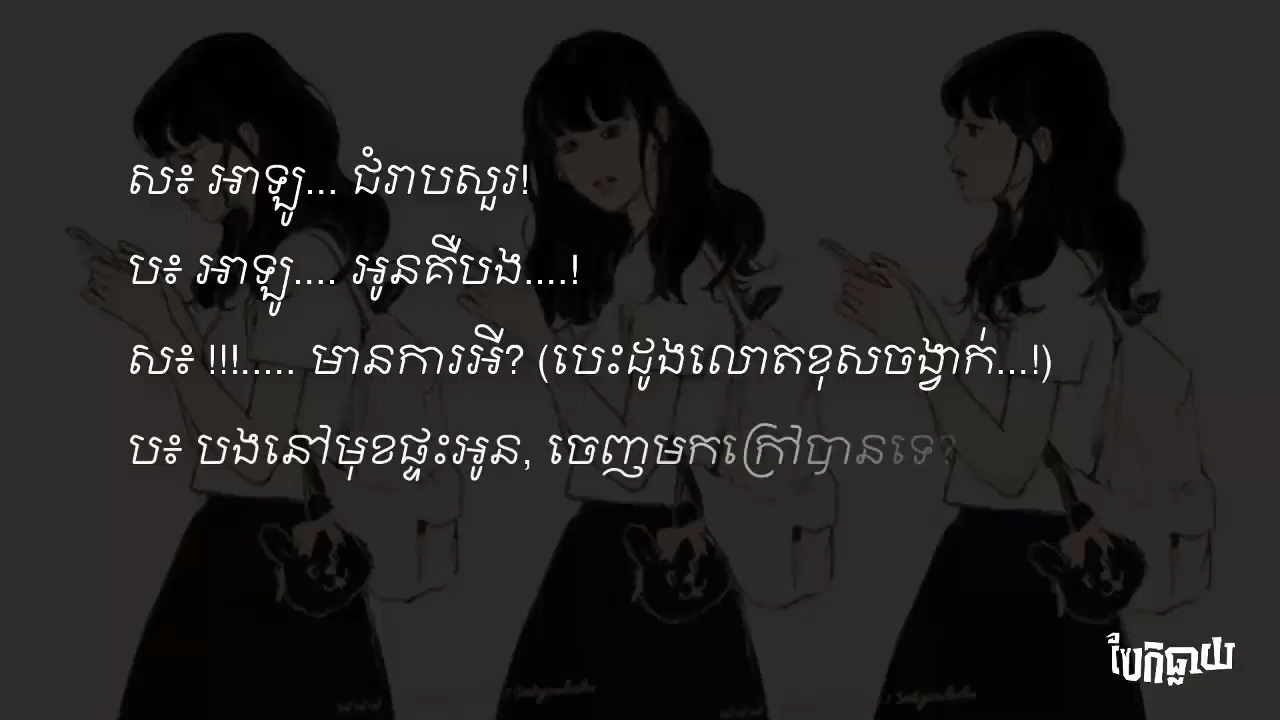 ស៖ អាឡូ... ជំរាបសួរ!
ប៖ អាឡូ.... អូនគឺបង....!
ស៖ !!!..... មានការអី? (បេះដូងលោតខុសចង្វាក់...!)
ប៖ បងនៅមុខផ្ទះអូន, ចេញមកក្រៅបានទេ?
បែកធ្លាយ